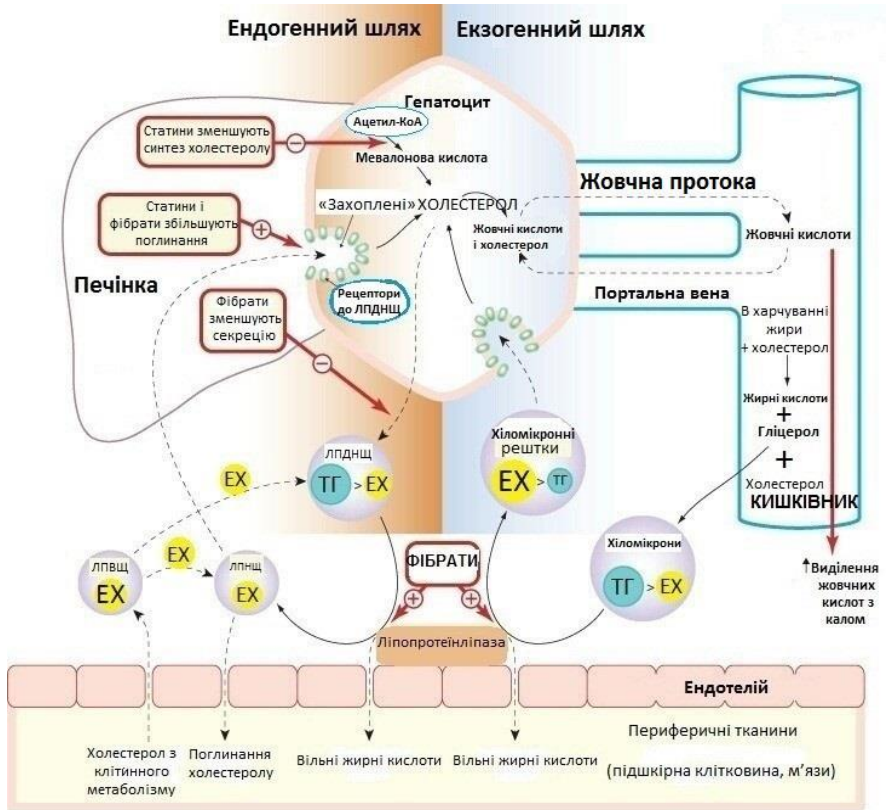 Ендогенний шлях
Екзогенний шлях
Гепатоцит
Ацетил-КоА
Мевалонова кислота
Статини зменшують
синтез холестеролу
Статини і
фібрати збільшують
поглинання
«Захоплені»ХОЛЕСТЕРОЛ
Жовчні кислоти
і холестерол
Жовчна протока
Жовчні кислоти
Печінка
Рецептори
до ЛПДНЩ
Портальна вена
Фібрати
зменшують
секрецію
В харчуванні
жири
+ холестерол
Жирні кислоти
+
Гліцерол
+
Холестерол
КИШКІВНИК
ЛПДНЩ
ТГ > ЕХ
Хіломікронні
рештки
ЕХ > ТГ
ЕХ
ЕХ
ЛПВЩ
ЕХ
ЛПНЩ
ЕХ
ФІБРАТИ
Хіломікрони
ТГ > ЕХ
↑Виділення
жовчних
кислот з
калом
Ліпопротеїнліпаза
Ендотелій
Холестерол з
клітинного
метаболізму
Поглинання
холестеролу
Вільні жирні кислоти
Вільні жирні кислоти
Периферичні тканини
(підшкірна клітковина, м’язи)